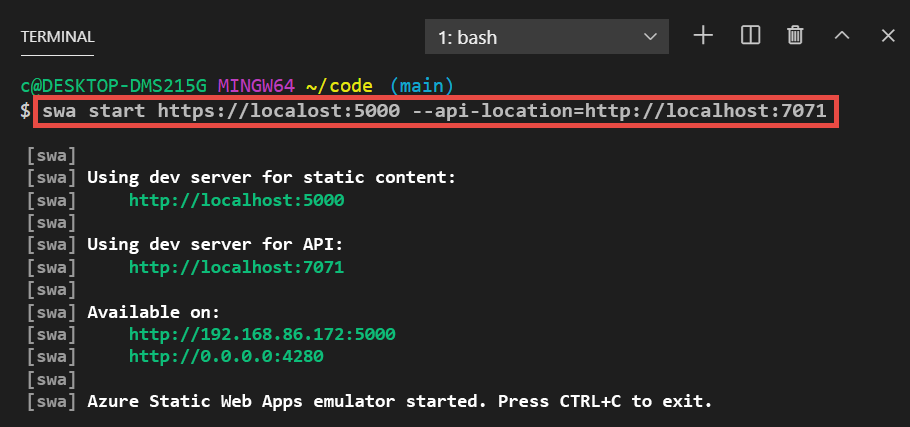 TERMINAL
1: bash
c@DESKTOP-DMS215G MINGW64 ~/code (main)
$ swa start https://localost:5000 --api-location=http://localhost:7071
[swa]
[swa] Using dev server for static content:
[swa] http://localhost:5000
[swa]
[swa] Using dev server for API:
[swa] http://localhost:7071
[swa]
[swa] Available on:
[swa] http://192.168.86.172:5000
[swa] http://0.0.0.0:4280
[swa]
[swa] Azure Static Web Apps emulator started. Press CTRL+C to exit.